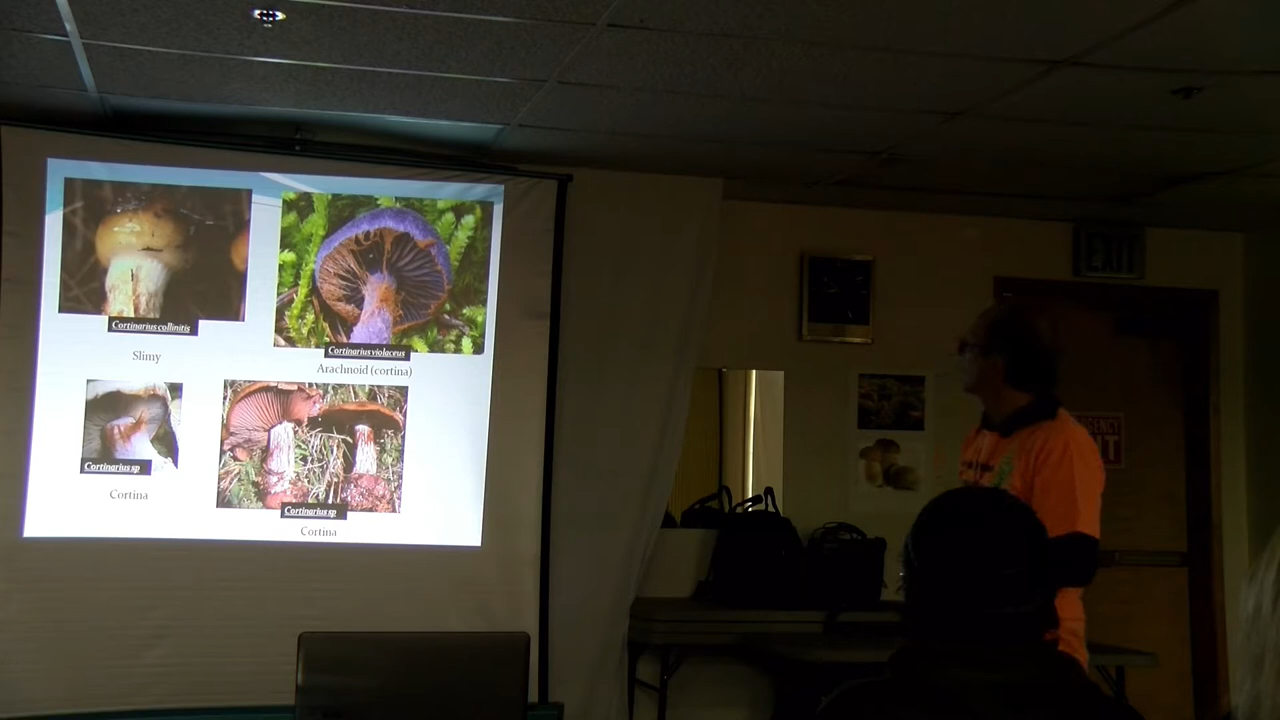 Cortinarius collinitis
Slimy
Cortinarius violaceus
Arachnoid (cortina)
Cortinarius sp
Cortina
Cortinarius sp
Cortina
EXIT